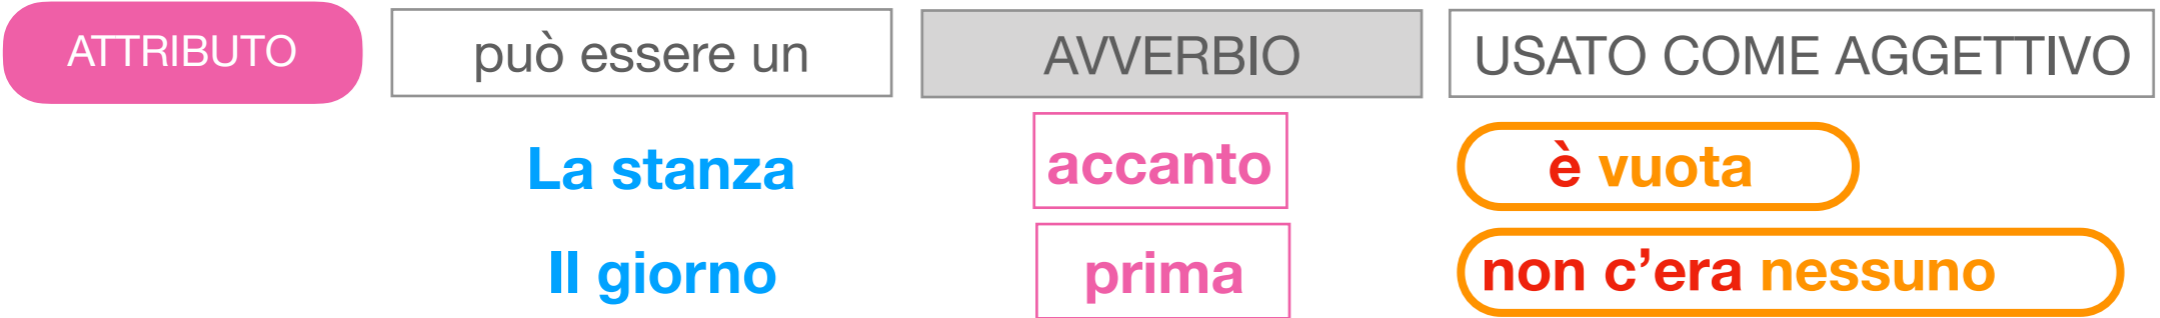 ATTRIBUTO può essere un AVVERBIO USATO COME AGGETTIVO
La stanza accanto è vuota
Il giorno prima non c’era nessuno